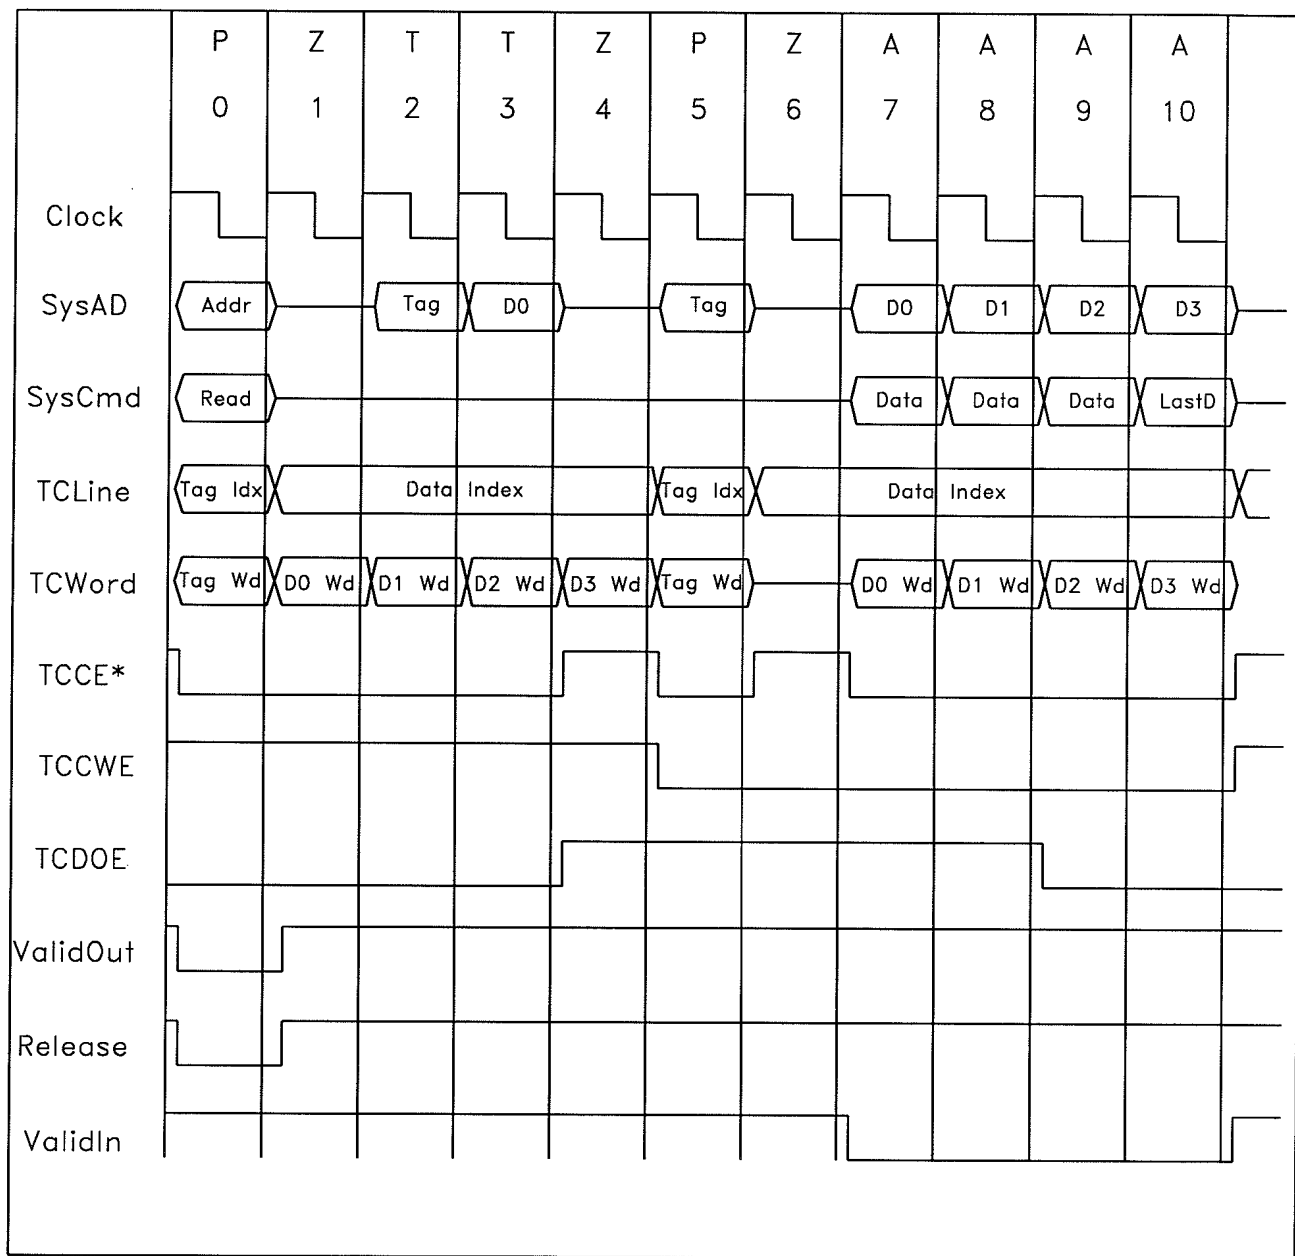 P Z T T Z P Z A A A A
0 1 2 3 4 5 6 7 8 9 10
Clock
SysAD Addr Tag D0 Tag D0 D1 D2 D3
SysCmd Read Data Data Data LastD
TCLine Tag Idx Data Index Tag Idx Data Index
TCWord Tag Wd D0 Wd D1 Wd D2 Wd D3 Wd Tag Wd D0 Wd D1 Wd D2 Wd D3 Wd
TCCE*
TCCWE
TCDOE
ValidOut
Release
ValidIn